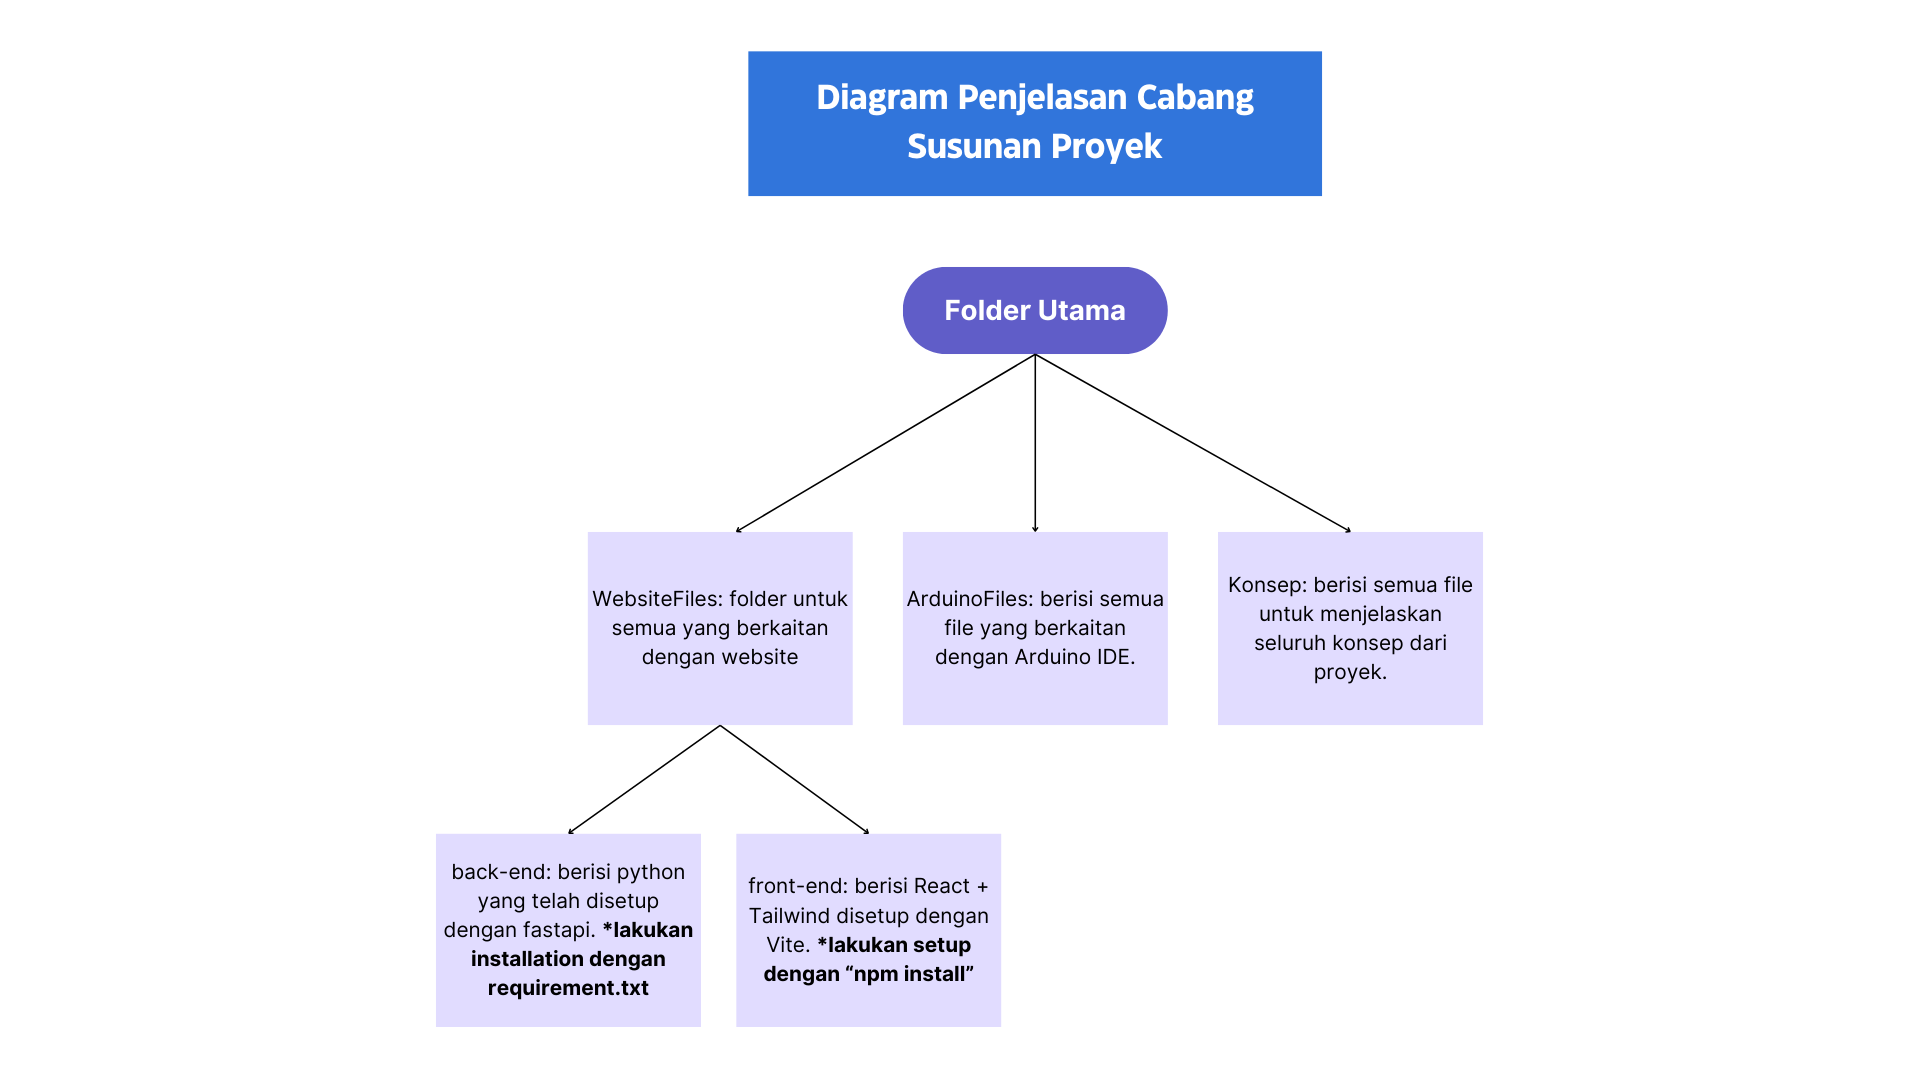 Diagram Penjelasan Cabang
Susunan Proyek
Folder Utama
WebsiteFiles: folder untuk
semua yang berkaitan
dengan website
ArduinoFiles: berisi semua
file yang berkaitan
dengan Arduino IDE.
Konsep: berisi semua file
untuk menjelaskan
seluruh konsep dari
proyek.
back-end: berisi python
yang telah disetup
dengan fastapi. *lakukan
installation dengan
requirement.txt
front-end: berisi React +
Tailwind disetup dengan
Vite. *lakukan setup
dengan “npm install”